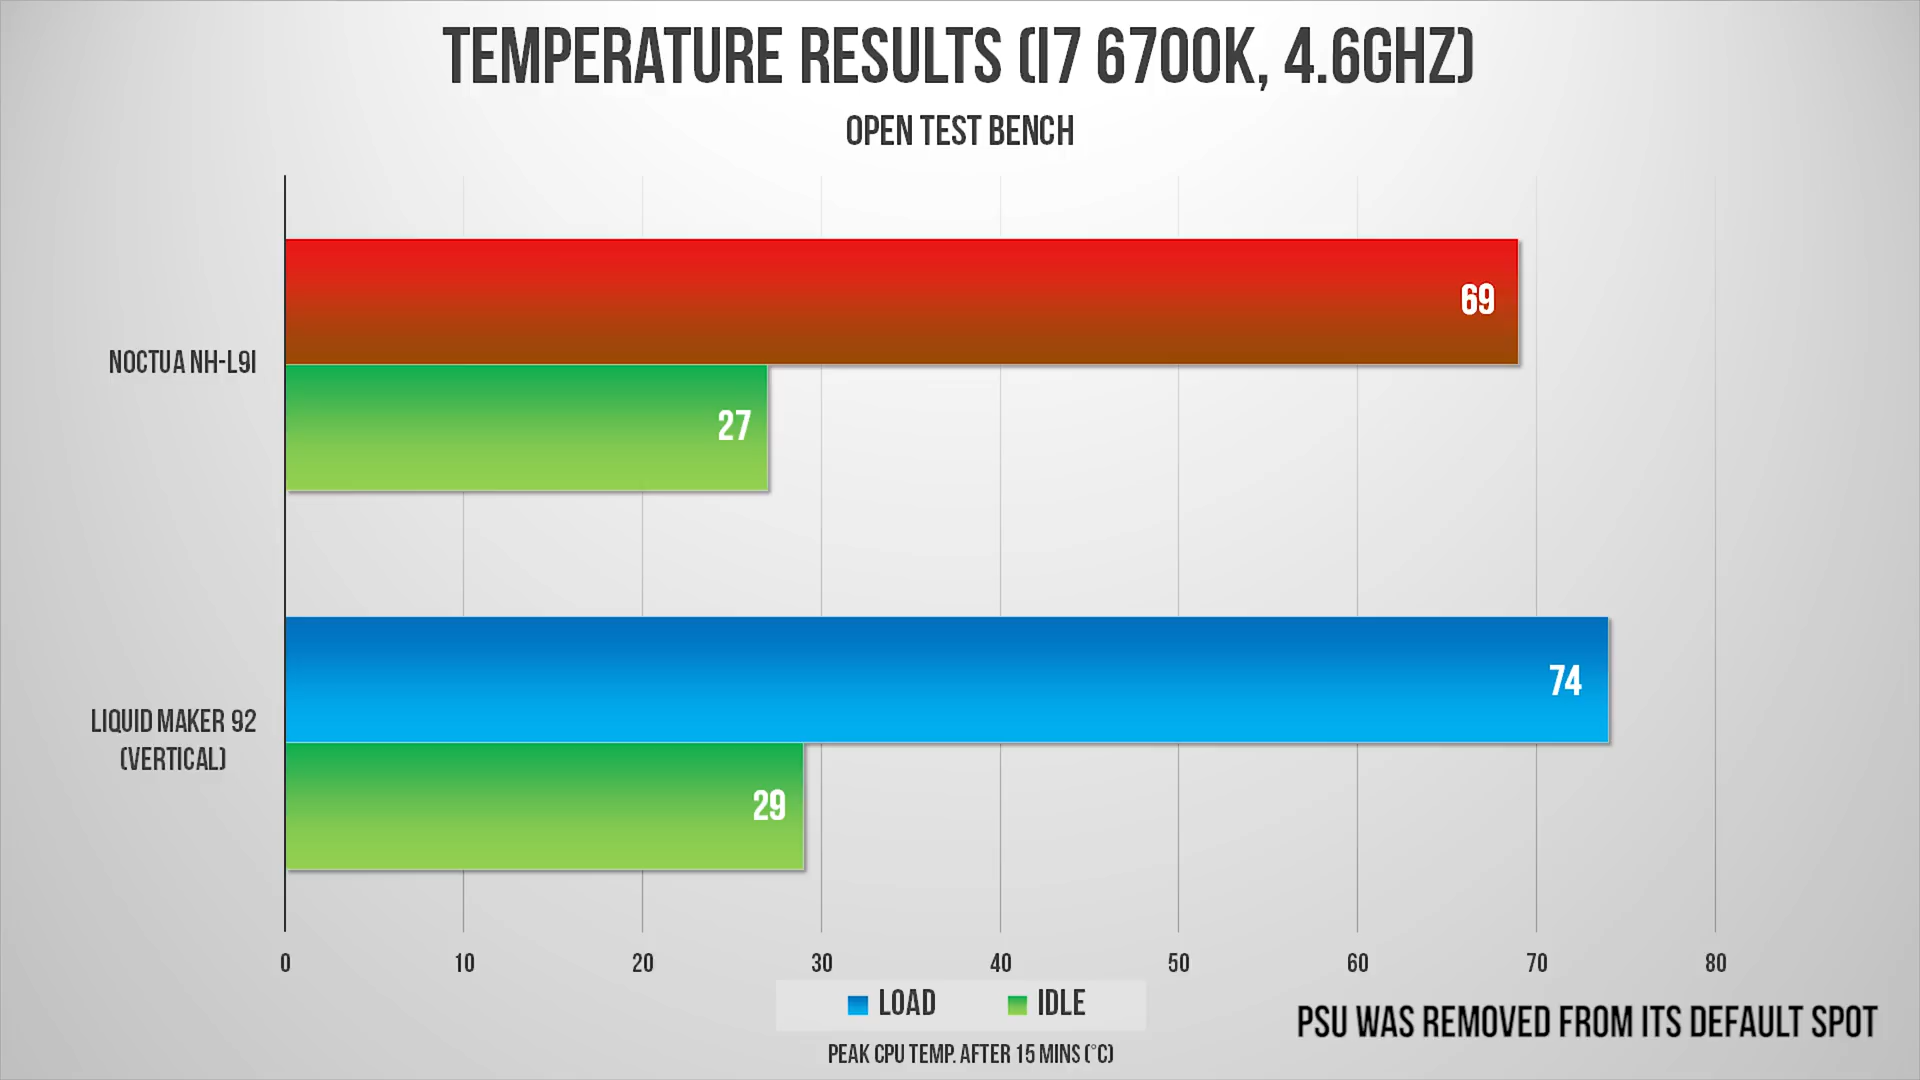 TEMPERATURE RESULTS (I7 6700K, 4.6GHZ)
OPEN TEST BENCH
NOCTUA NH-L9I
69
27
LIQUID MAKER 92
(VERTICAL)
74
29
0 10 20 30 40 50 60 70 80
LOAD IDLE
PEAK CPU TEMP. AFTER 15 MINS (°C)
PSU WAS REMOVED FROM ITS DEFAULT SPOT